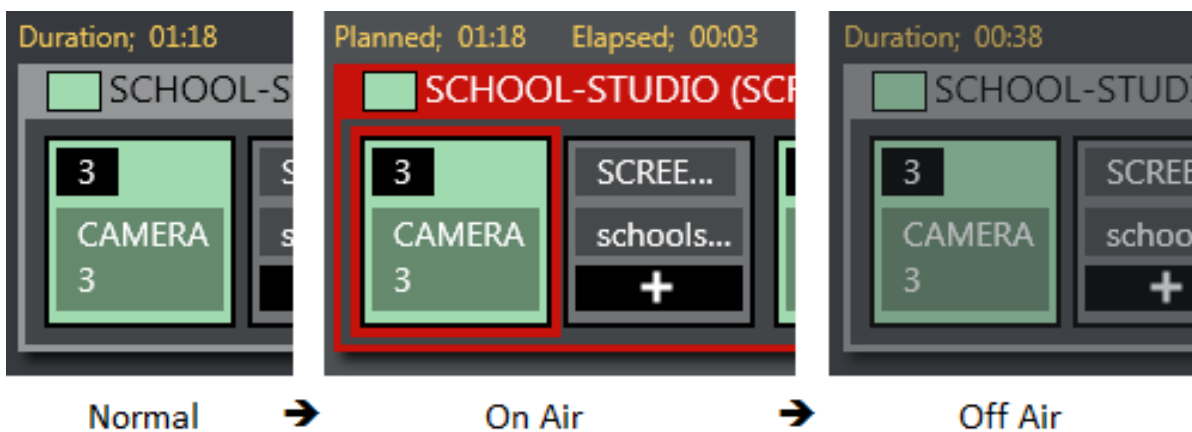 Duration; 01:18
SCHOOL-S
3
CAMERA
3
Planned; 01:18 Elapsed; 00:03
SCHOOL-STUDIO (SCR
3 SCREE...
CAMERA schools...
3 +
Duration; 00:38
SCHOOL-STUD
3 SCREE
CAMERA schoo
3 +
Normal ➔ On Air ➔ Off Air